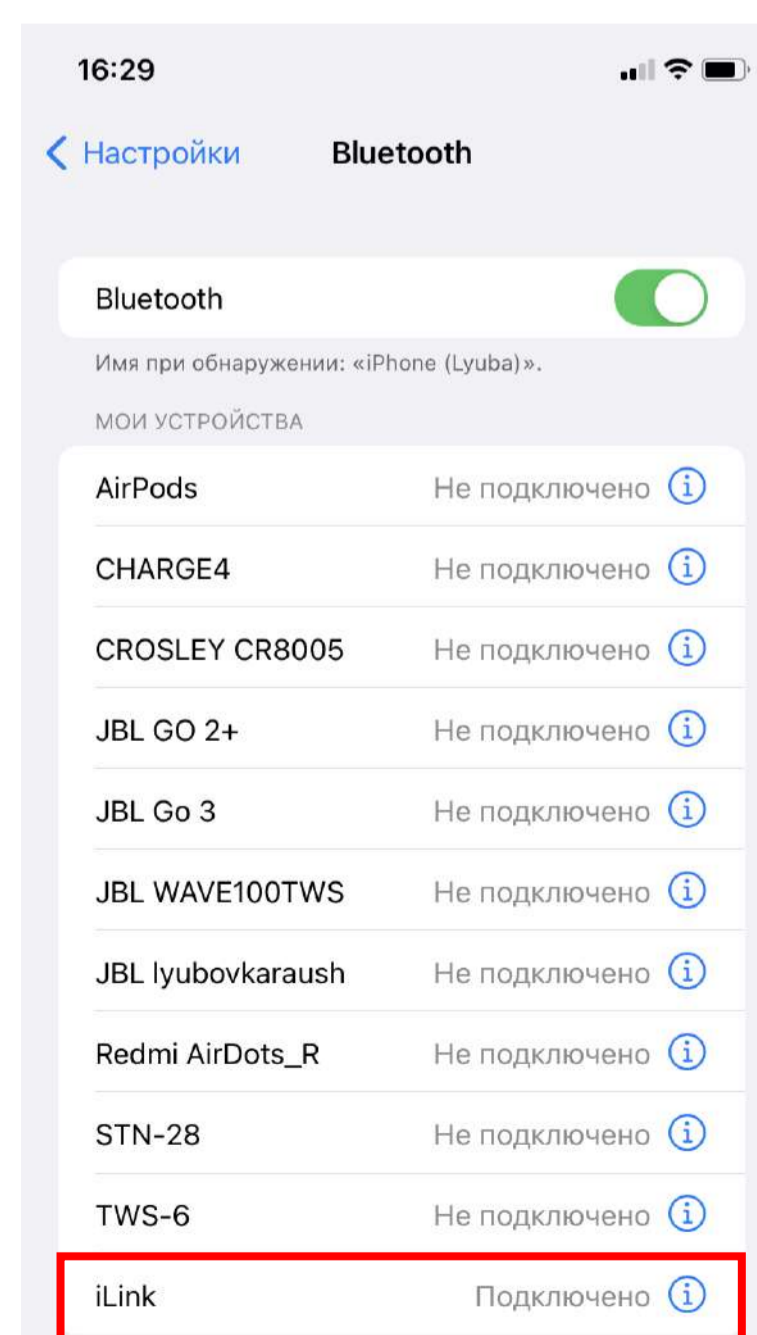 16:29
Настройки Bluetooth
Bluetooth
Имя при обнаружении: «iPhone (Lyuba)».
МОИ УСТРОЙСТВА
AirPods Не подключено
CHARGE4 Не подключено
CROSLEY CR8005 Не подключено
JBL GO 2+ Не подключено
JBL Go 3 Не подключено
JBL WAVE100TWS Не подключено
JBL lyubovkaraush Не подключено
Redmi AirDots_R Не подключено
STN-28 Не подключено
TWS-6 Не подключено
iLink Подключено